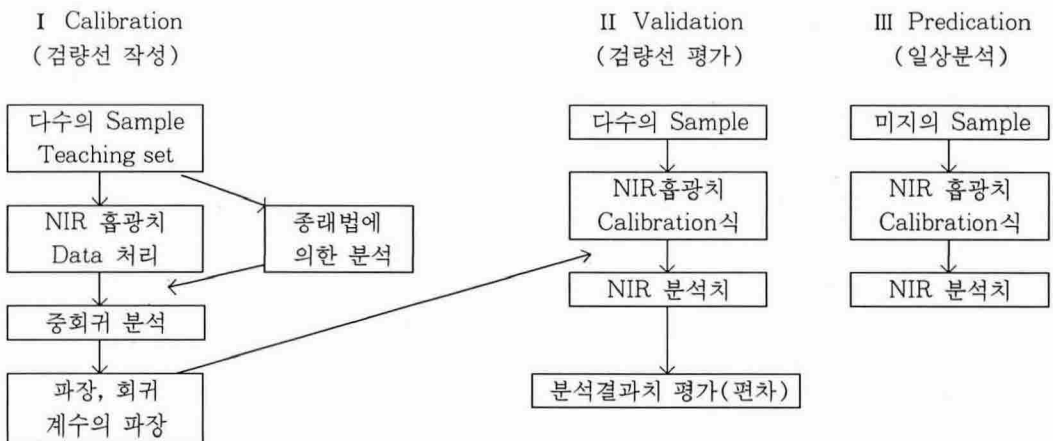 Ⅰ Calibration
(검량선 작성)
다수의 Sample
Teaching set
NIR 흡광치
Data 처리
종래법에
의한 분석
중회귀 분석
파장, 회귀
계수의 파장
Ⅱ Validation
(검량선 평가)
다수의 Sample
NIR흡광치
Calibration식
NIR 분석치
분석결과치 평가(편차)
Ⅲ Predication
(일상분석)
미지의 Sample
NIR 흡광치
Calibration식
NIR 분석치